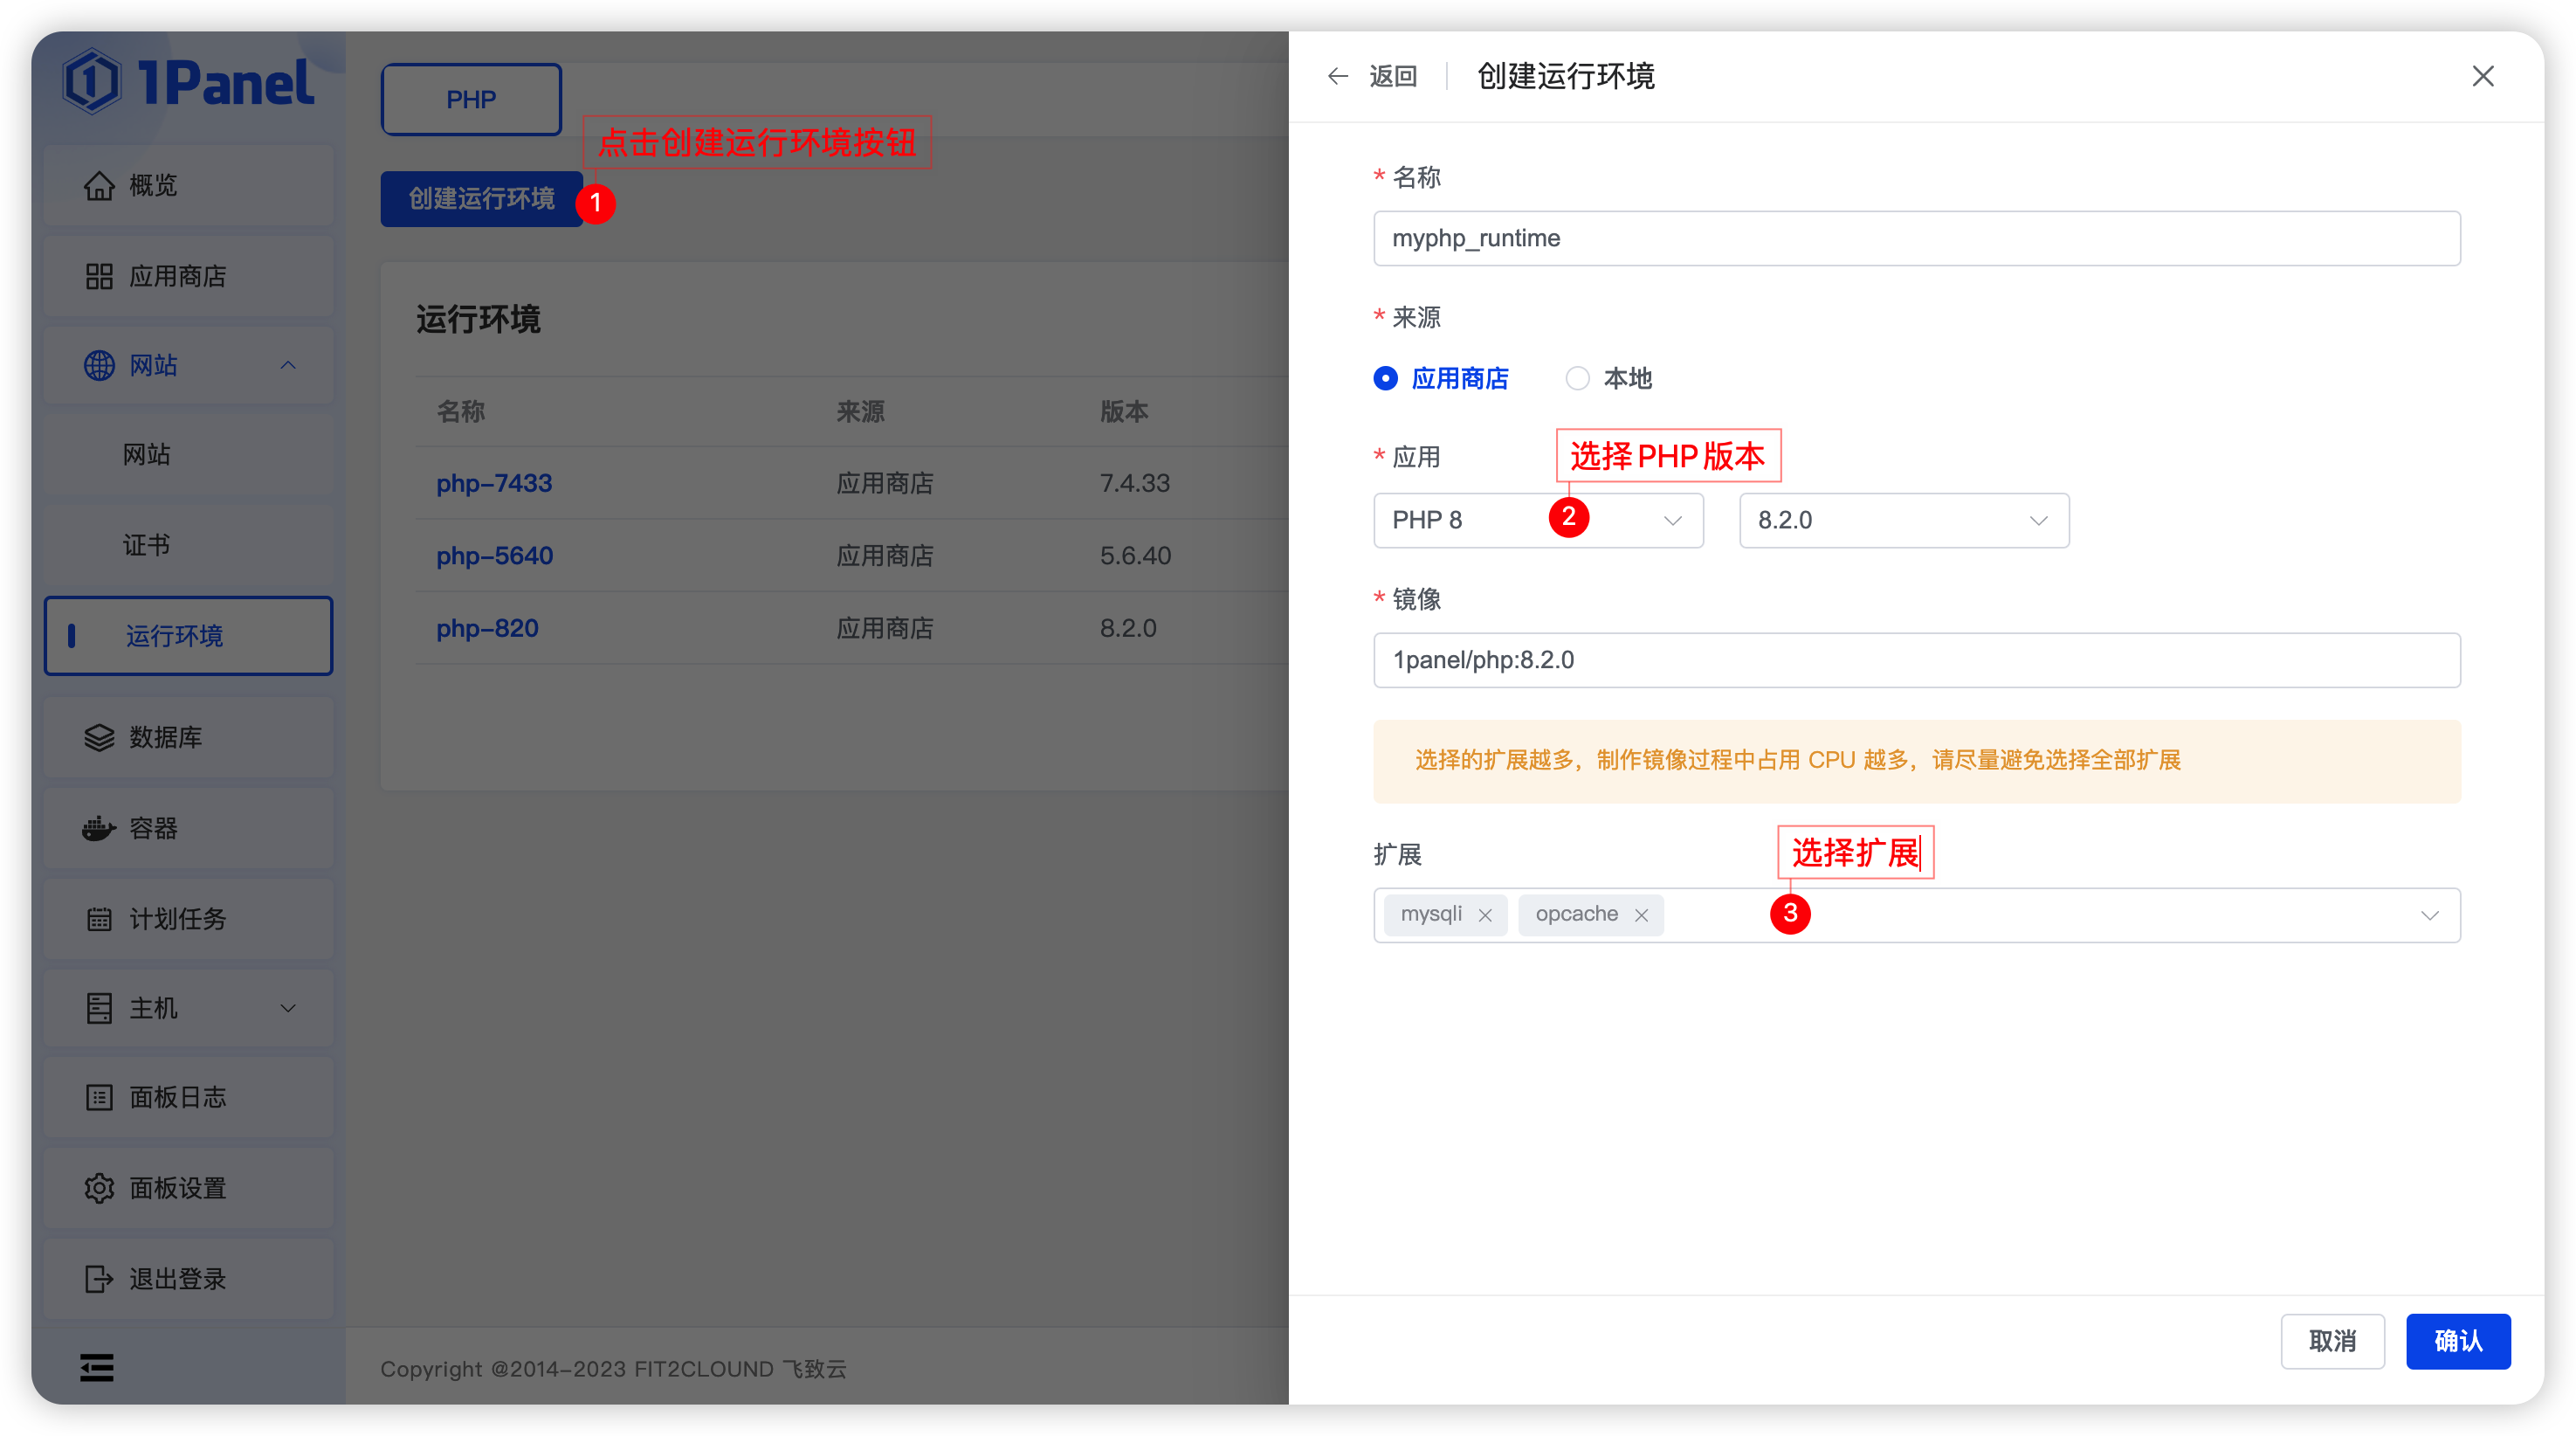 1Panel
概览
应用商店
网站
网站
证书
运行环境
数据库
容器
计划任务
主机
面板日志
面板设置
退出登录
PHP
点击创建运行环境按钮
创建运行环境
1
运行环境
名称 来源 版本
php-7433 应用商店 7.4.33
php-5640 应用商店 5.6.40
php-820 应用商店 8.2.0
Copyright @2014-2023 FIT2CLOUND 飞致云
返回 创建运行环境
* 名称
myphp_runtime
* 来源
应用商店 本地
* 应用
选择PHP版本
PHP 8 2 8.2.0
* 镜像
1panel/php:8.2.0
选择的扩展越多，制作镜像过程中占用 CPU 越多，请尽量避免选择全部扩展
扩展
选择扩展
mysqli opcache 3
取消 确认